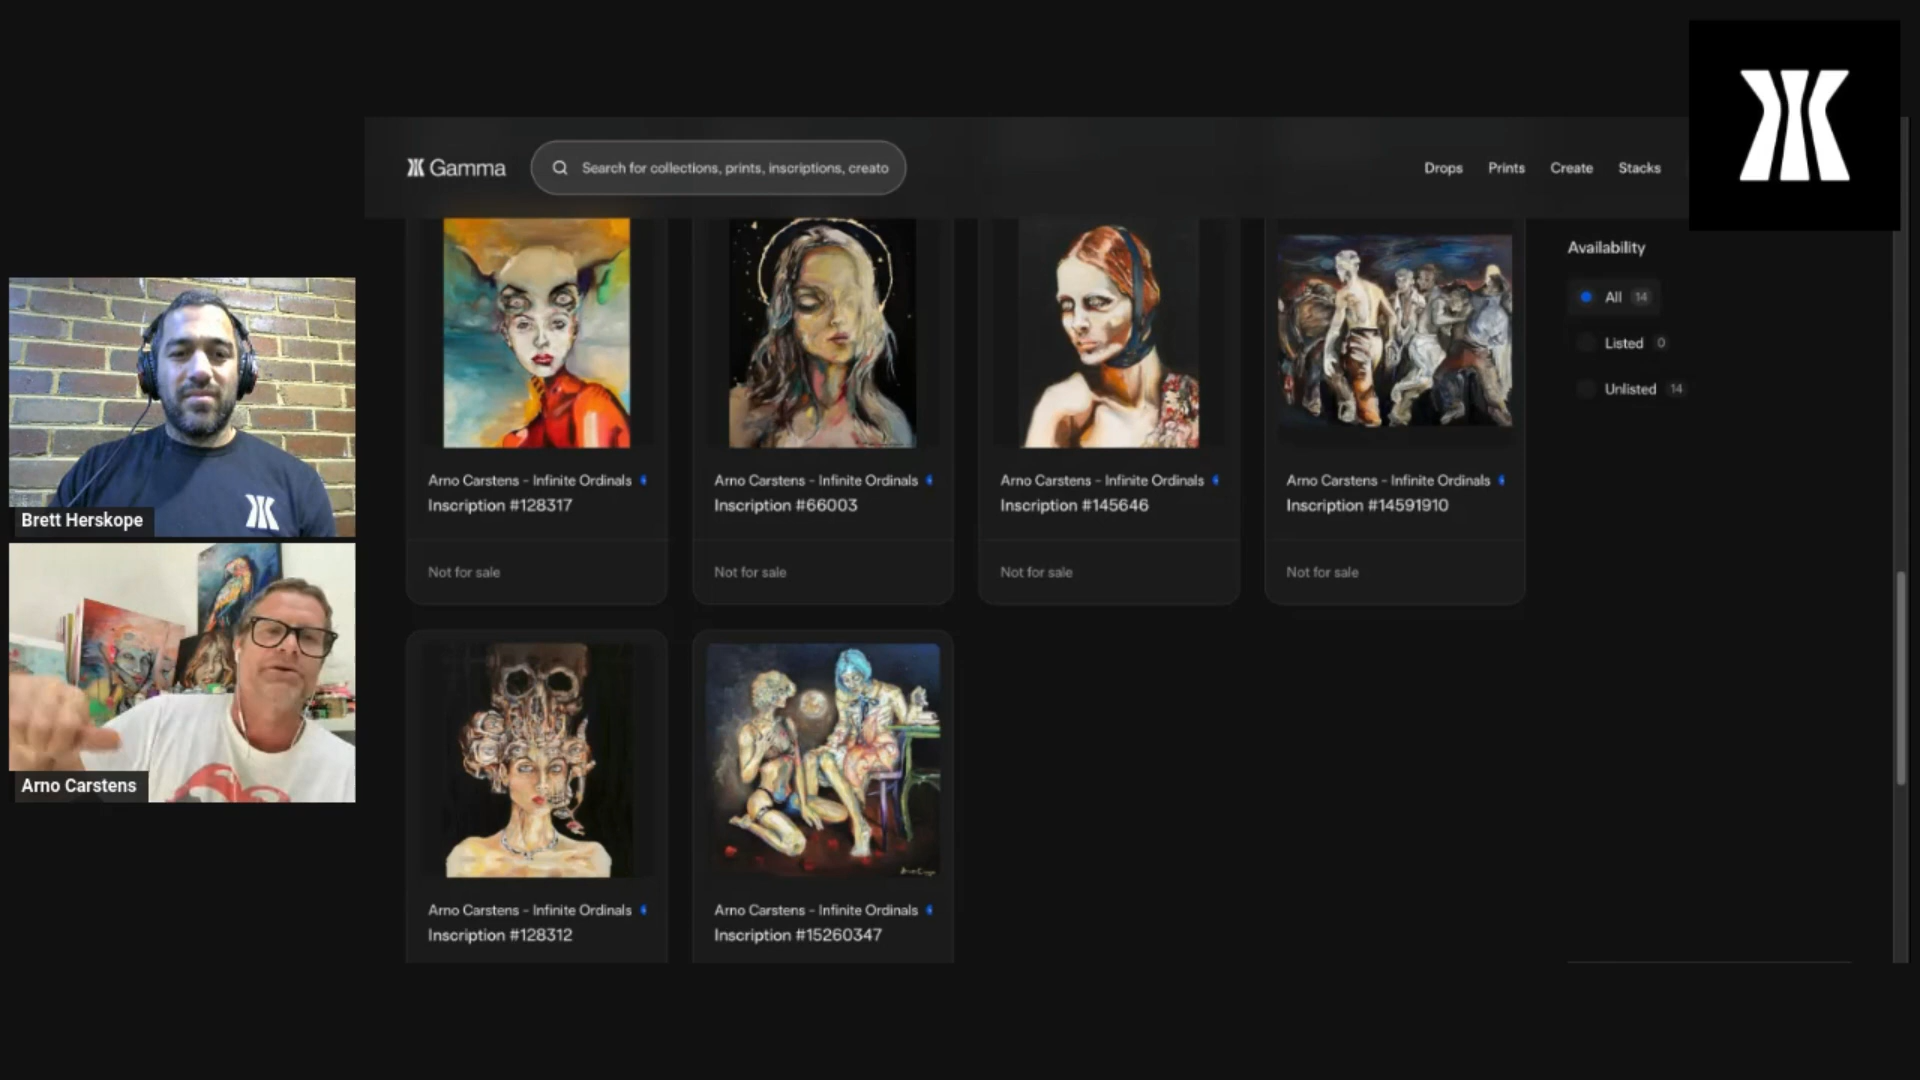 Gamma
Search for collections, prints, inscriptions, creato
Drops
Prints
Create
Stacks
Availability
All 14
Listed 0
Unlisted 14
Arno Carstens - Infinite Ordinals
Inscription #128317
Not for sale
Arno Carstens - Infinite Ordinals
Inscription #66003
Not for sale
Arno Carstens - Infinite Ordinals
Inscription #145646
Not for sale
Arno Carstens - Infinite Ordinals
Inscription #14591910
Not for sale
Arno Carstens - Infinite Ordinals
Inscription #128312
Arno Carstens - Infinite Ordinals
Inscription #15260347
Brett Herskope
Arno Carstens